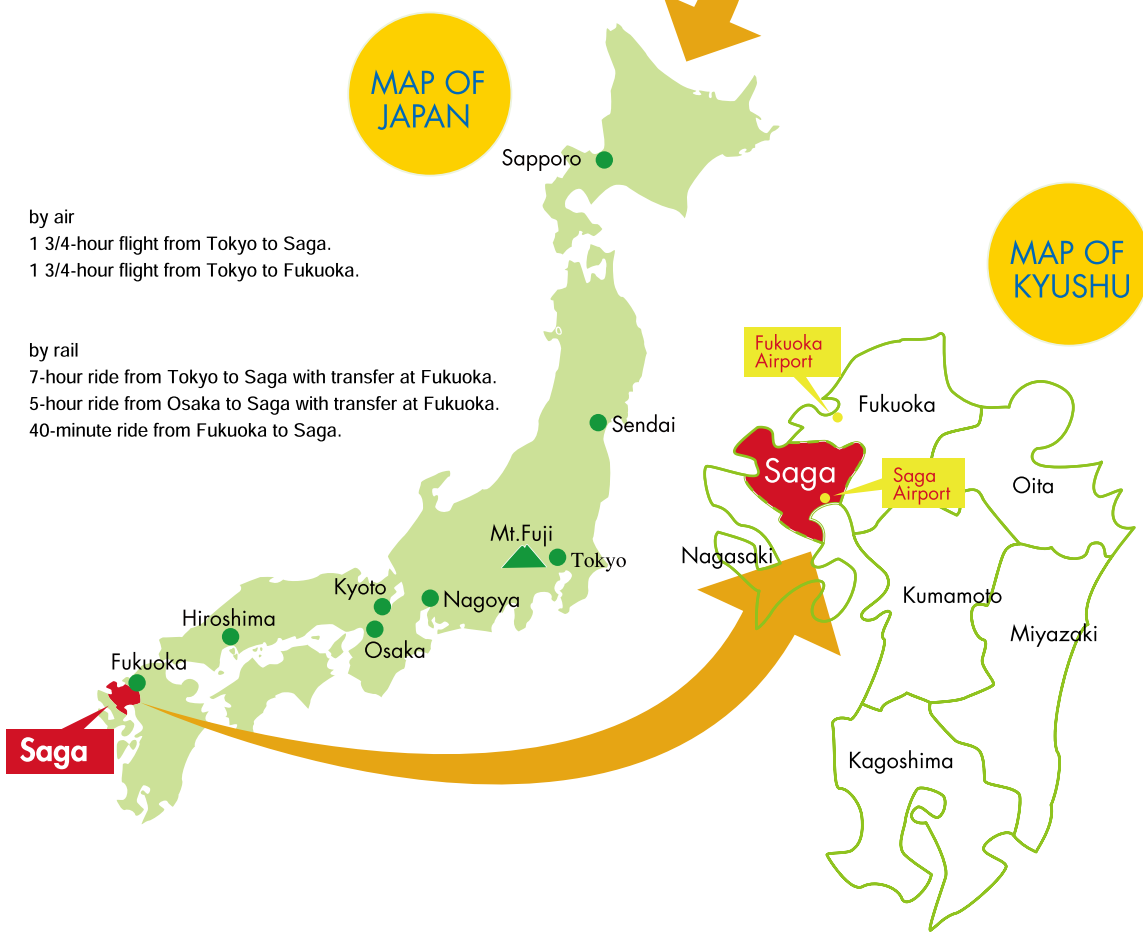 MAP OF
JAPAN
Sapporo
by air
1 3/4-hour flight from Tokyo to Saga.
1 3/4-hour flight from Tokyo to Fukuoka.
by rail
7-hour ride from Tokyo to Saga with transfer at Fukuoka.
5-hour ride from Osaka to Saga with transfer at Fukuoka.
40-minute ride from Fukuoka to Saga.
Sendai
Mt.Fuji
Tokyo
Kyoto
Nagoya
Hiroshima
Osaka
Fukuoka
Saga
MAP OF
KYUSHU
Fukuoka
Airport
Fukuoka
Saga
Saga
Airport
Oita
Nagasaki
Kumamoto
Miyazaki
Kagoshima